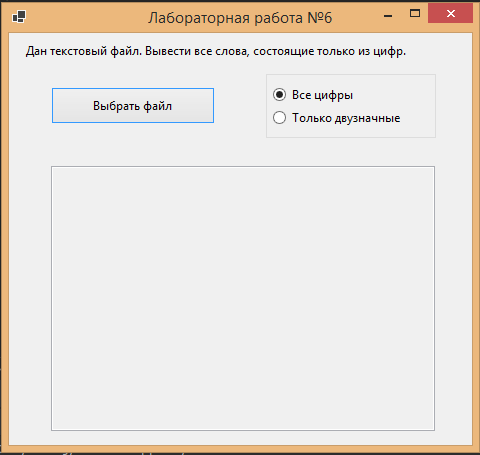 Лабораторная работа №6
Дан текстовый файл. Вывести все слова, состоящие только из цифр.
Выбрать файл
Все цифры
Только двузначные